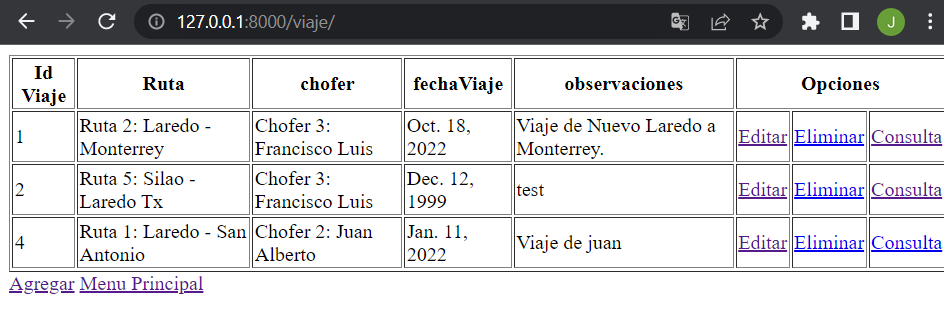 127.0.0.1:8000/viaje/
J
Id Viaje Ruta chofer fechaViaje observaciones Opciones
1 Ruta 2: Laredo - Monterrey Chofer 3: Francisco Luis Oct. 18, 2022 Viaje de Nuevo Laredo a Monterrey. Editar Eliminar Consulta
2 Ruta 5: Silao - Laredo Tx Chofer 3: Francisco Luis Dec. 12, 1999 test Editar Eliminar Consulta
4 Ruta 1: Laredo - San Antonio Chofer 2: Juan Alberto Jan. 11, 2022 Viaje de juan Editar Eliminar Consulta
Agregar Menu Principal